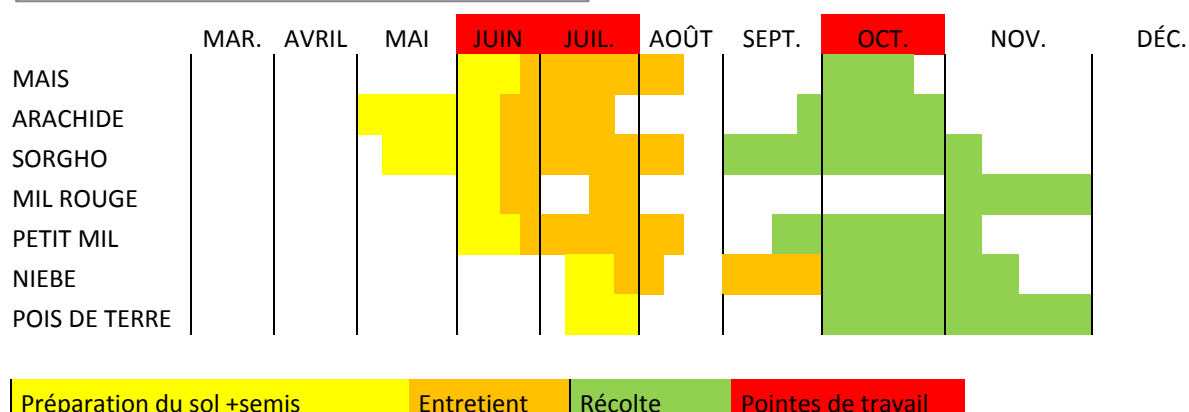 MAR. AVRIL MAI JUIN JUIL. AOÛT SEPT. OCT. NOV. DÉC.
MAIS
ARACHIDE
SORGHO
MIL ROUGE
PETIT MIL
NIEBE
POIS DE TERRE
Préparation du sol +semis Entretient Récolte Pointes de travail